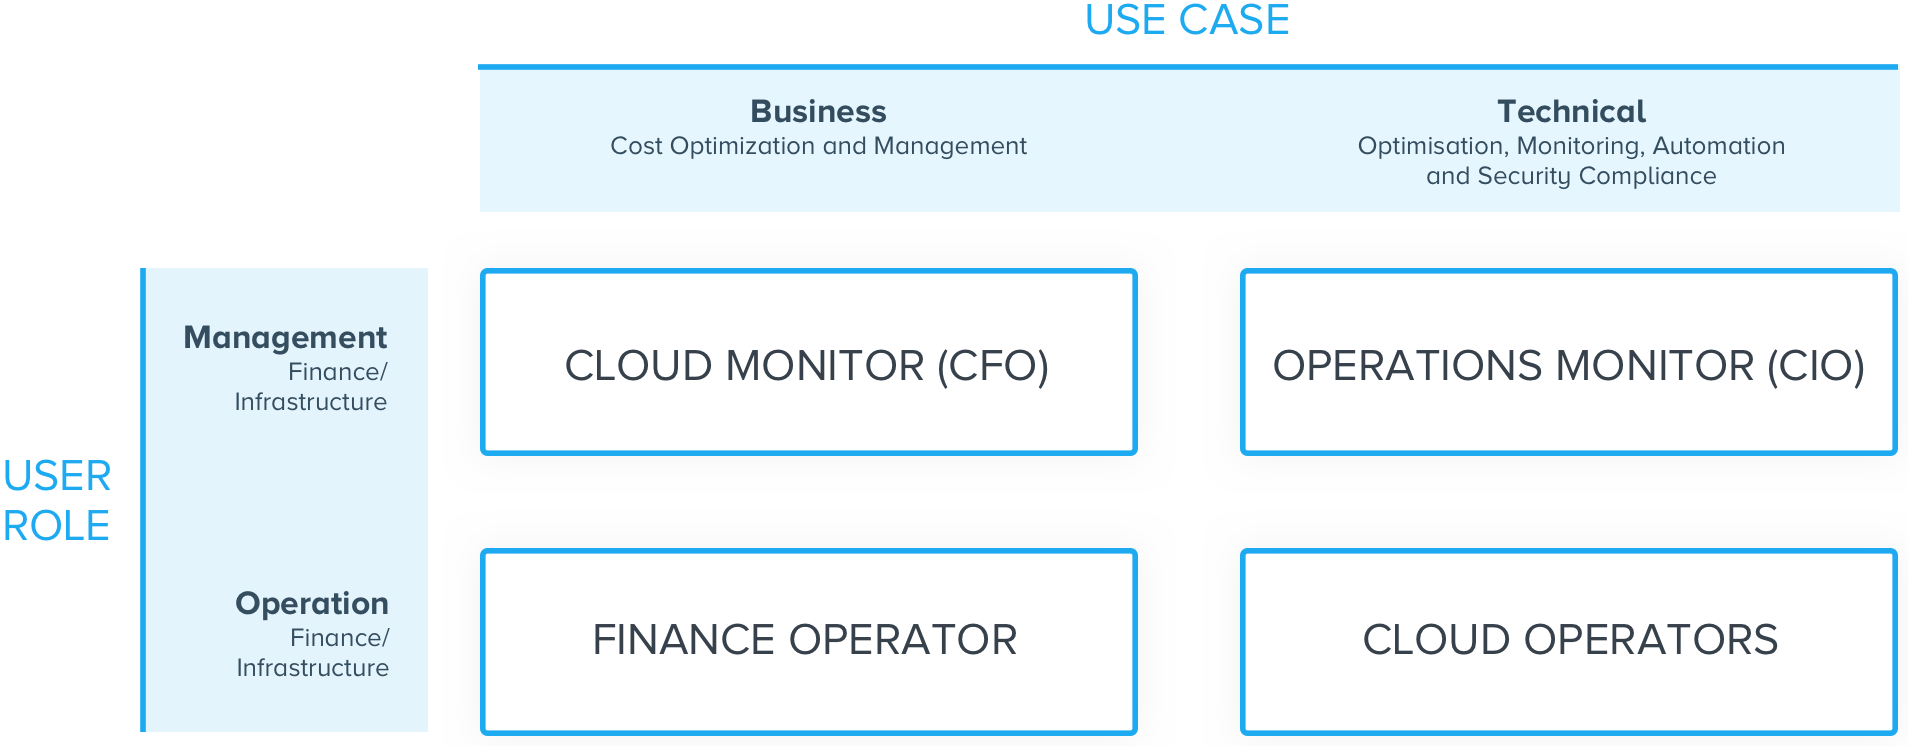 USE CASE
Business
Cost Optimization and Management
Technical
Optimisation, Monitoring, Automation
and Security Compliance
USER
ROLE
Management
Finance/
Infrastructure
CLOUD MONITOR (CFO)
OPERATIONS MONITOR (CIO)
Operation
Finance/
Infrastructure
FINANCE OPERATOR
CLOUD OPERATORS